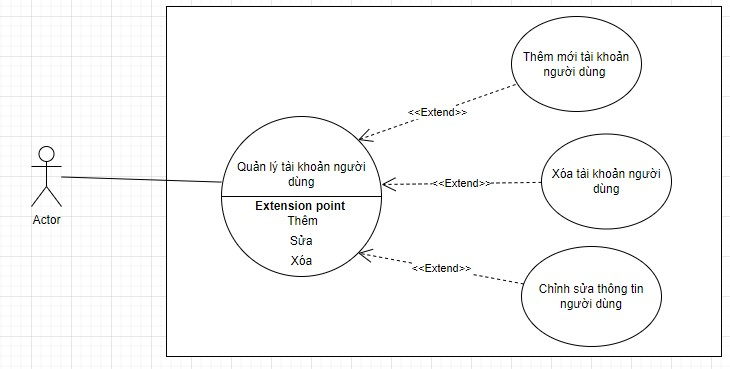 Thêm mới tài khoản
người dùng
<<Extend>>
Quản lý tài khoản người
dùng
Xóa tài khoản người
dùng
<<Extend>>
Extension point
Thêm
Sửa
Xóa
Actor
<<Extend>>
Chỉnh sửa thông tin
người dùng